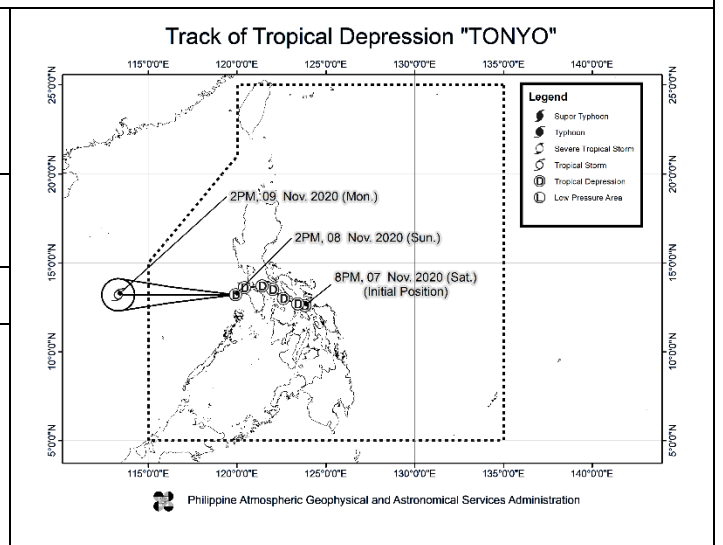 Track of Tropical Depression "TONYO"
115°0'0"E 120°0'0"E 125°0'0"E 130°0'0"E 135°0'0"E 140°0'0"E
25°0'0"N 25°0'0"N
Legend
Super Typhoon
Typhoon
Severe Tropical Storm
Tropical Storm
D Tropical Depression
L Low Pressure Area
20°0'0"N 20°0'0"N
2PM, 09 Nov. 2020 (Mon.)
2PM, 08 Nov. 2020 (Sun.)
15°0'0"N 15°0'0"N
8PM, 07 Nov. 2020 (Sat.)
(Initial Position)
D D D D D D D D
10°0'0"N 10°0'0"N
5°0'0"N 5°0'0"N
115°0'0"E 120°0'0"E 125°0'0"E 130°0'0"E 135°0'0"E 140°0'0"E
Philippine Atmospheric Geophysical and Astronomical Services Administration